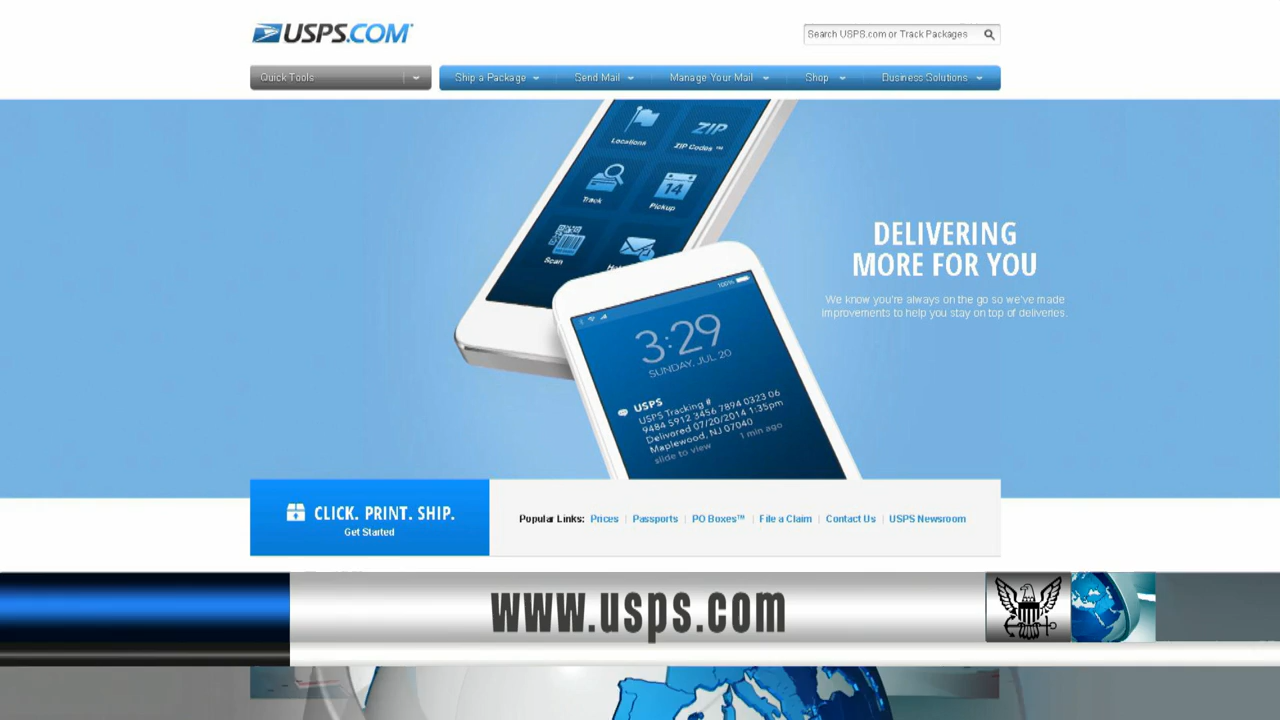 USPS.COM
Search USPS.com or Track Packages
Quick Tools
Ship a Package
Send Mail
Manage Your Mail
Shop
Business Solutions
Locations
ZIP
ZIP Codes ™
Track
14
Pickup
Scan
DELIVERING
MORE FOR YOU
We know you're always on the go so we've made
improvements to help you stay on top of deliveries.
100%
3:29
SUNDAY, JUL 20
USPS
USPS Tracking #
9484 5912 3456 7894 0323 06
Delivered 07/20/2014 1:35pm
Maplewood, NJ 07040
1 min ago
slide to view
CLICK. PRINT. SHIP.
Get Started
Popular Links: Prices | Passports | PO Boxes™ | File a Claim | Contact Us | USPS Newsroom
www.usps.com